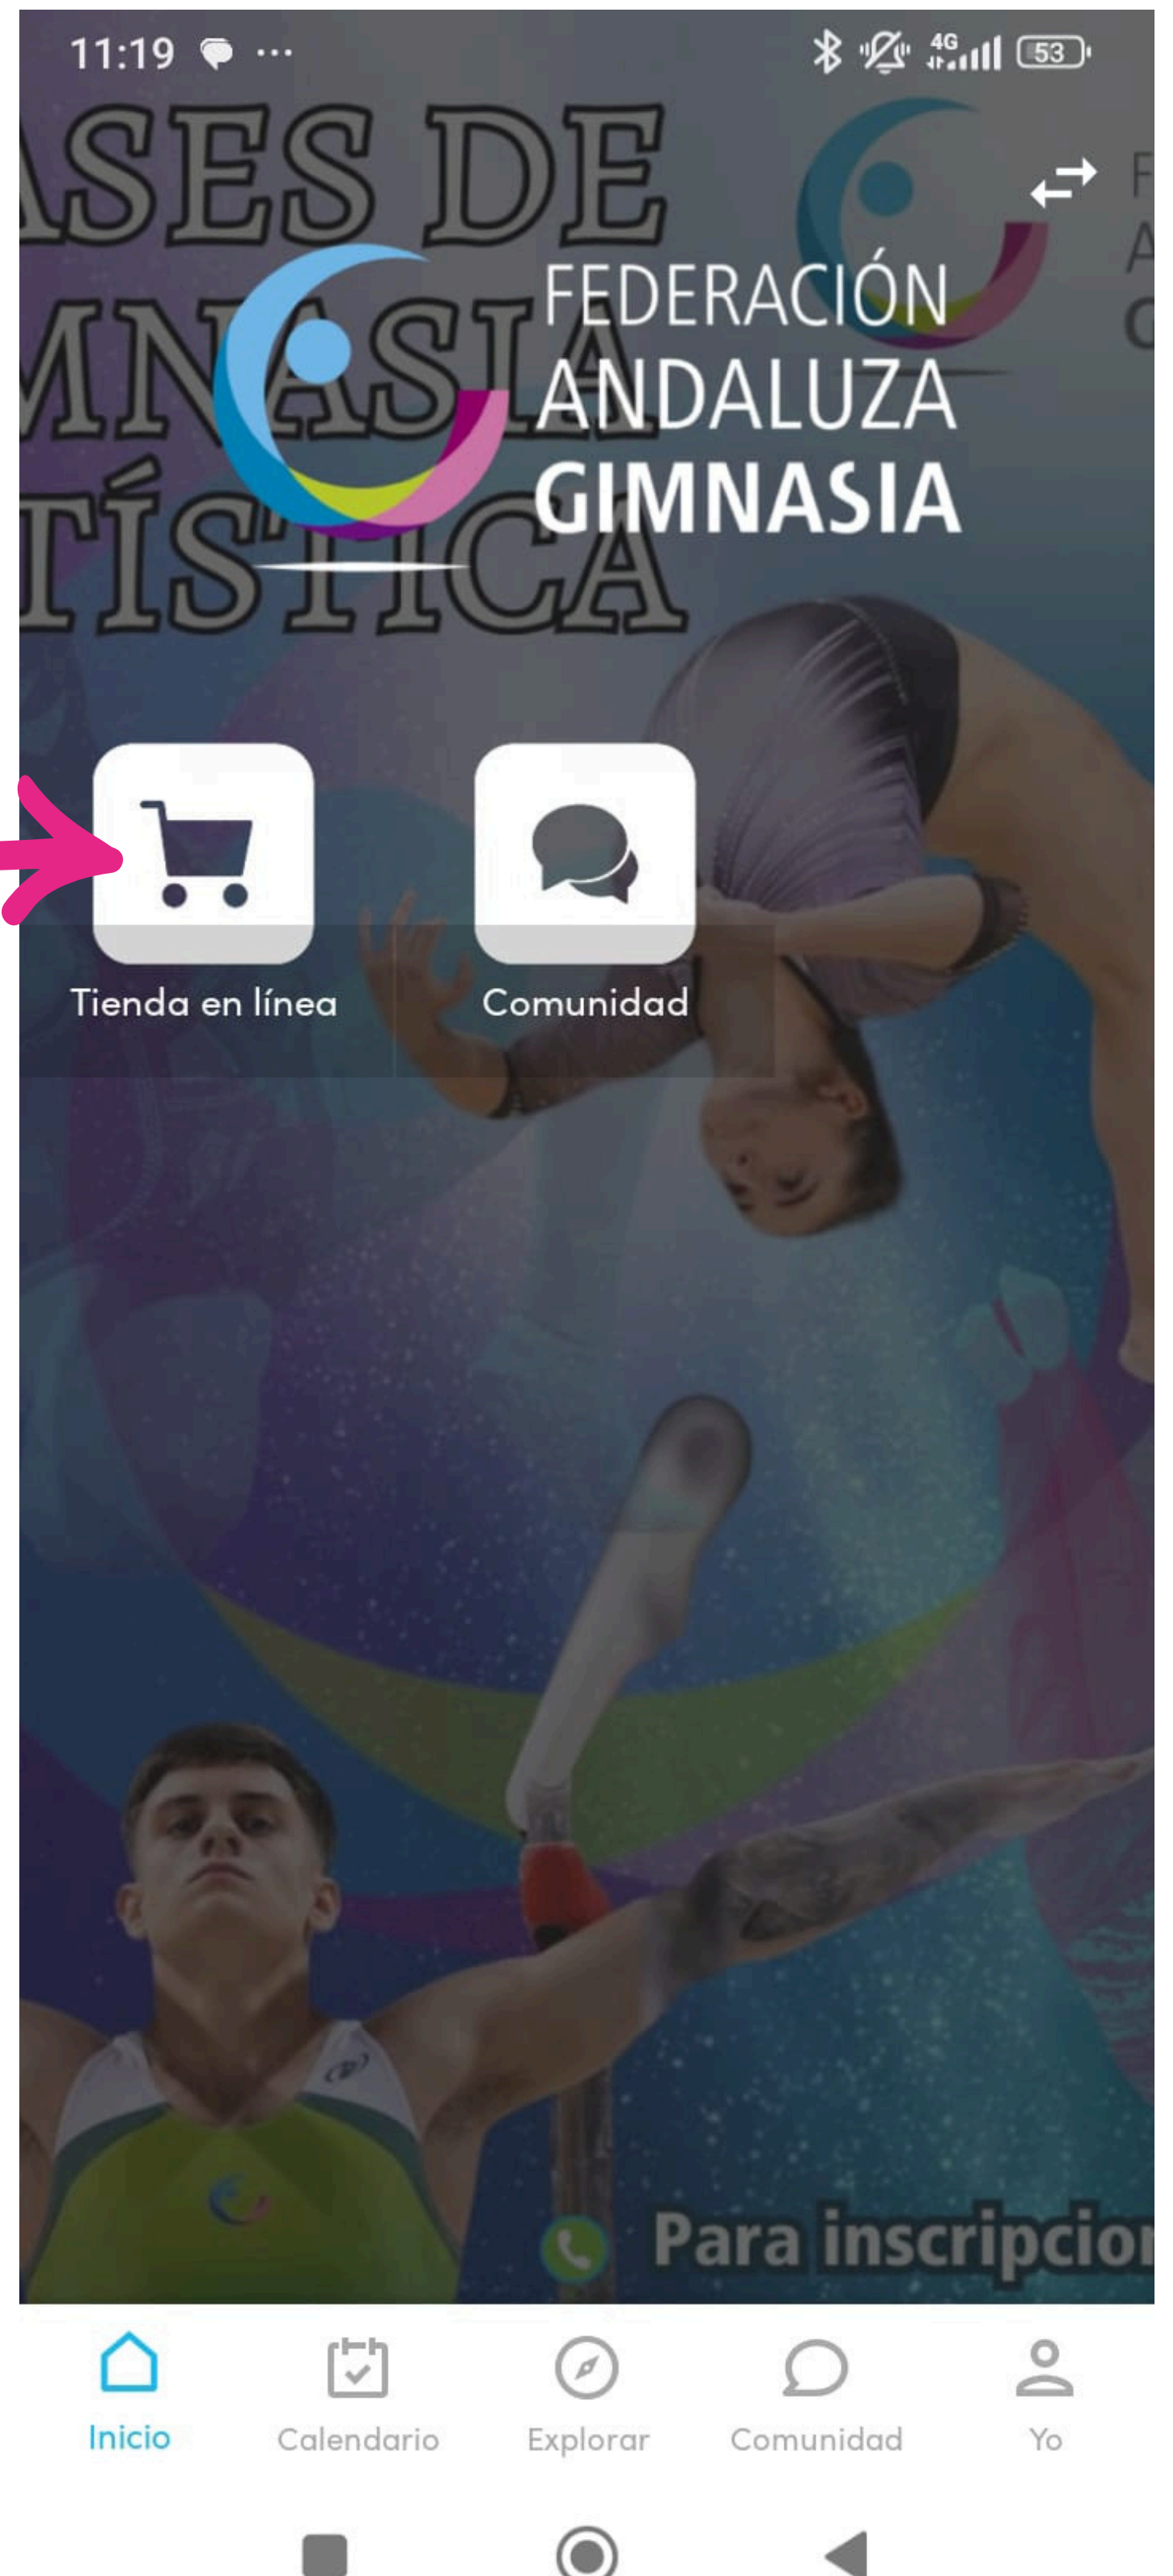 11:19
4G
53
ASES DE
FEDERACIÓN
MNASIA
ANDALUZA
GIMNASIA
TÍSTICA
Tienda en línea
Comunidad
Para inscripcion
Inicio
Calendario
Explorar
Comunidad
Yo